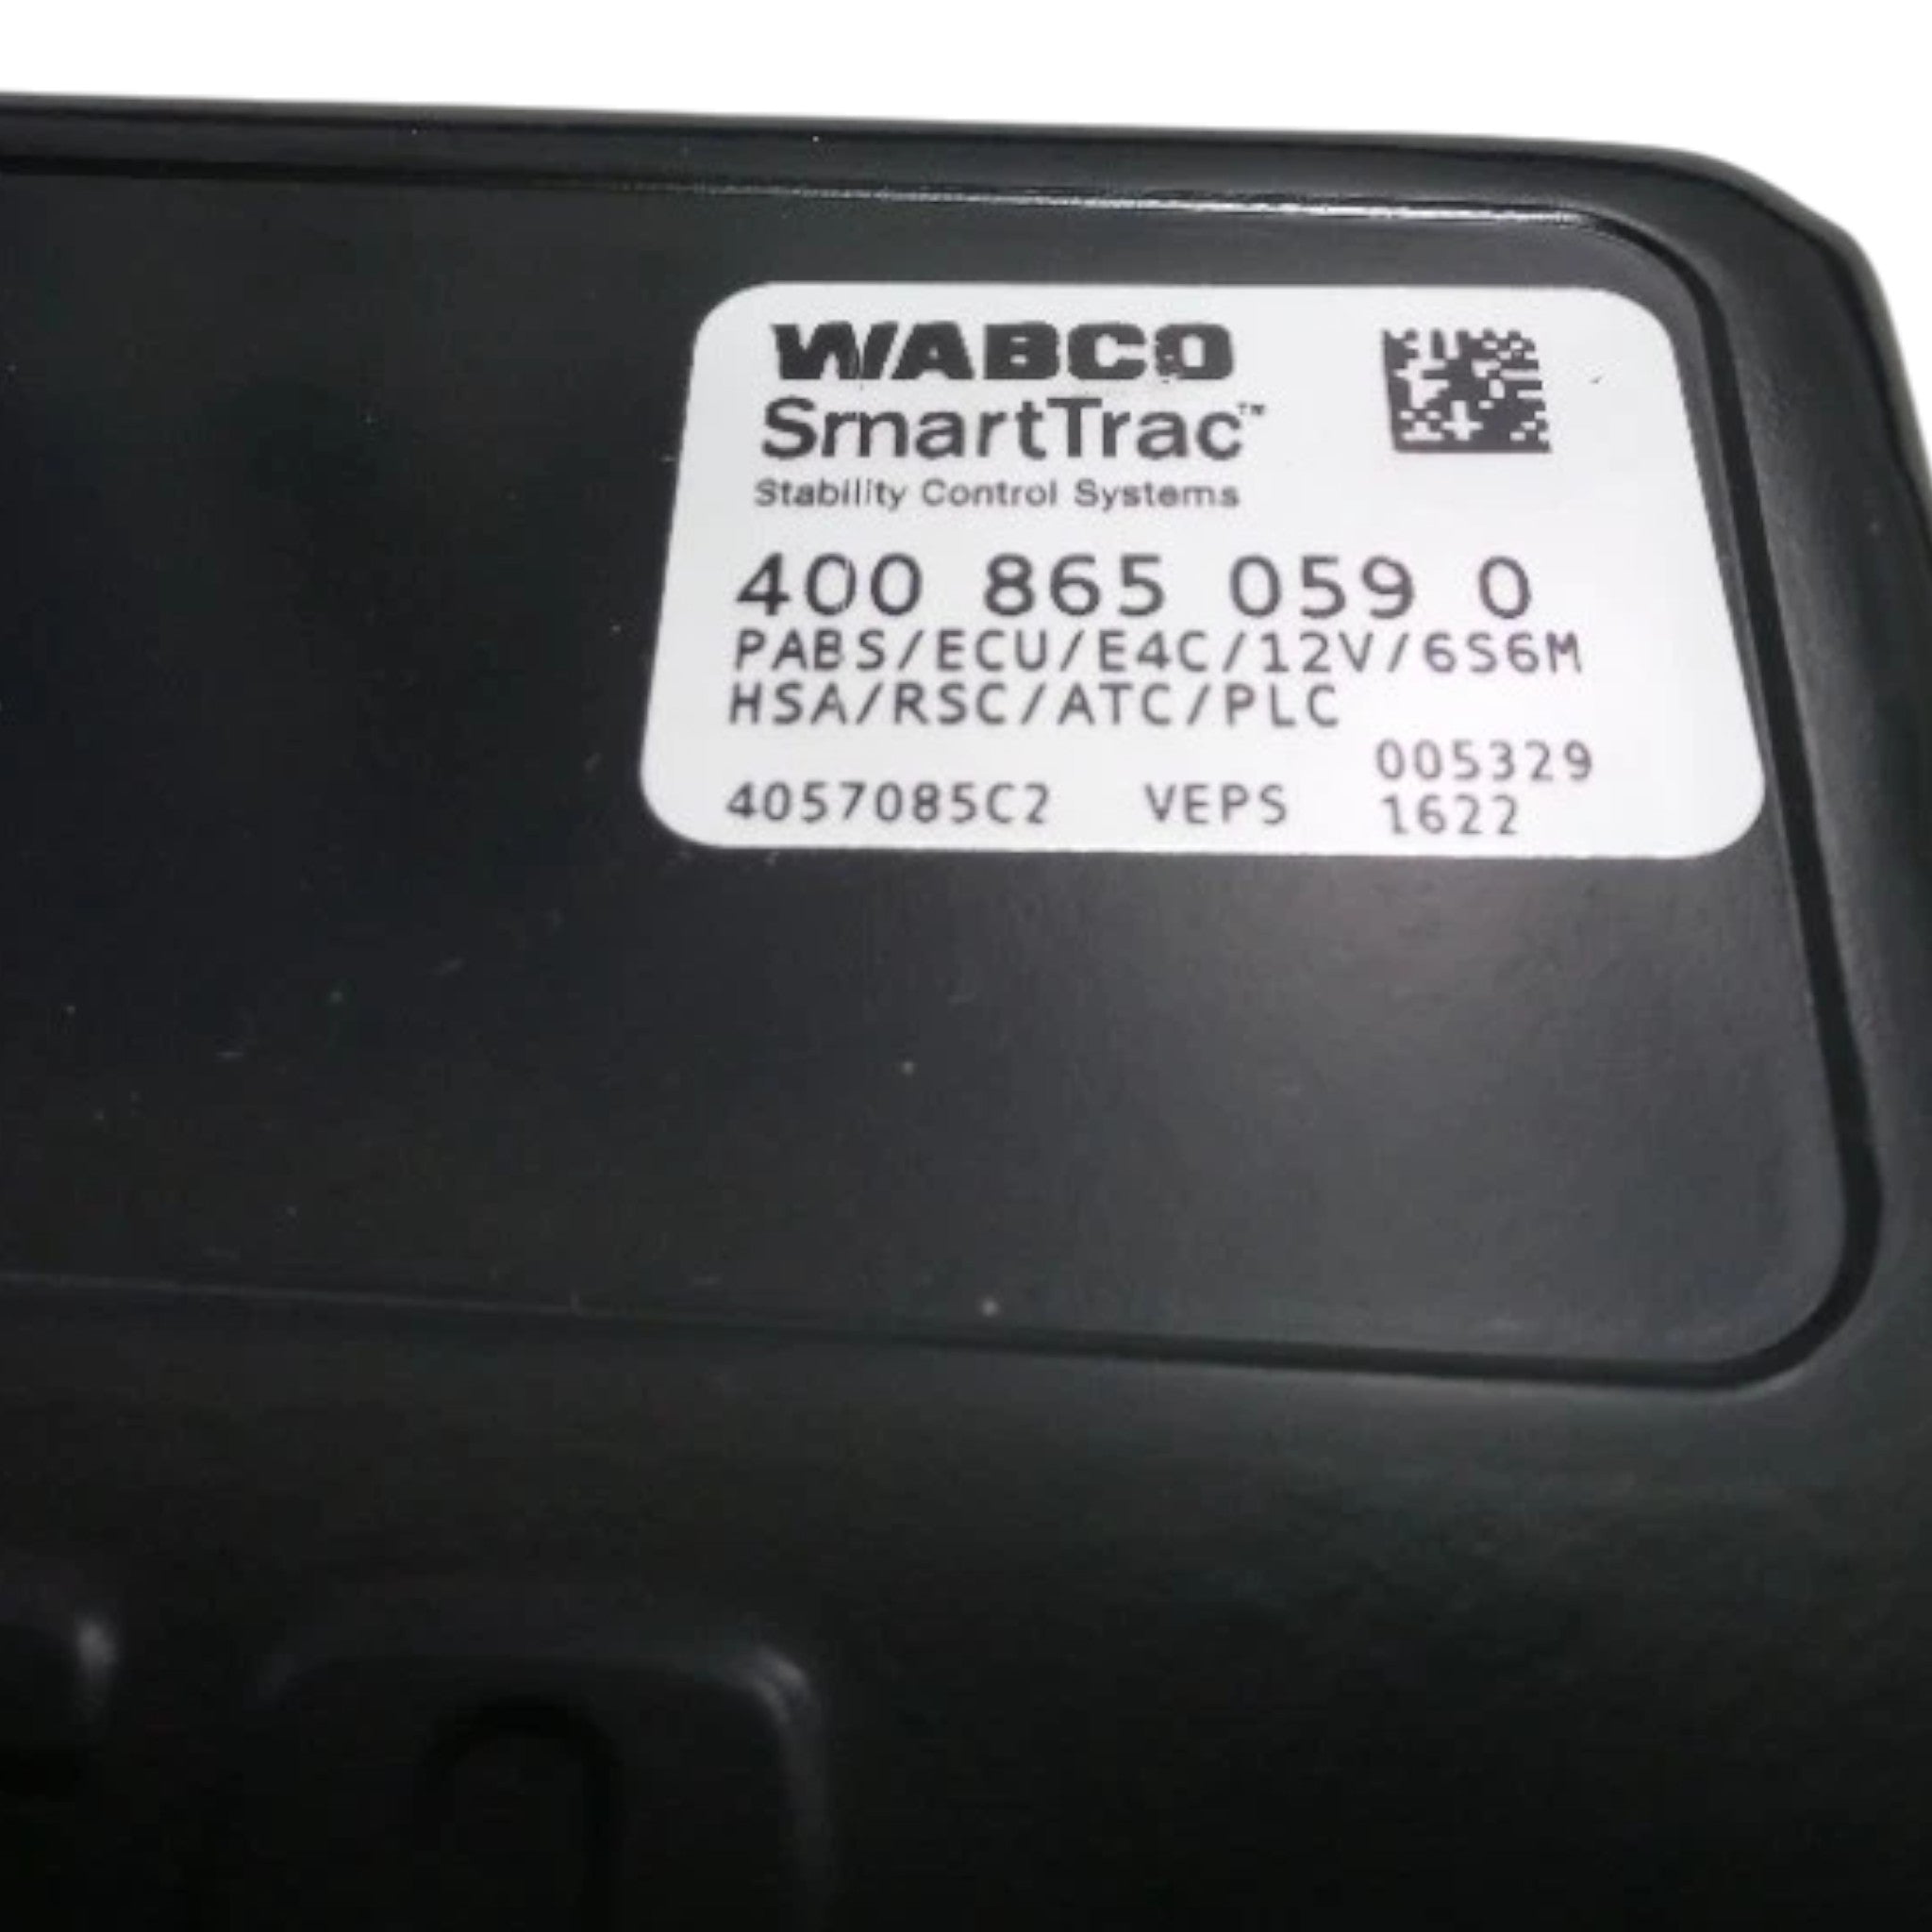 WABCO
SmartTrac™
Stability Control Systems
400 865 059 0
PABS/ECU/E4C/12V/6S6M
HSA/RSC/ATC/PLC
005329
4057085C2 VEPS 1622